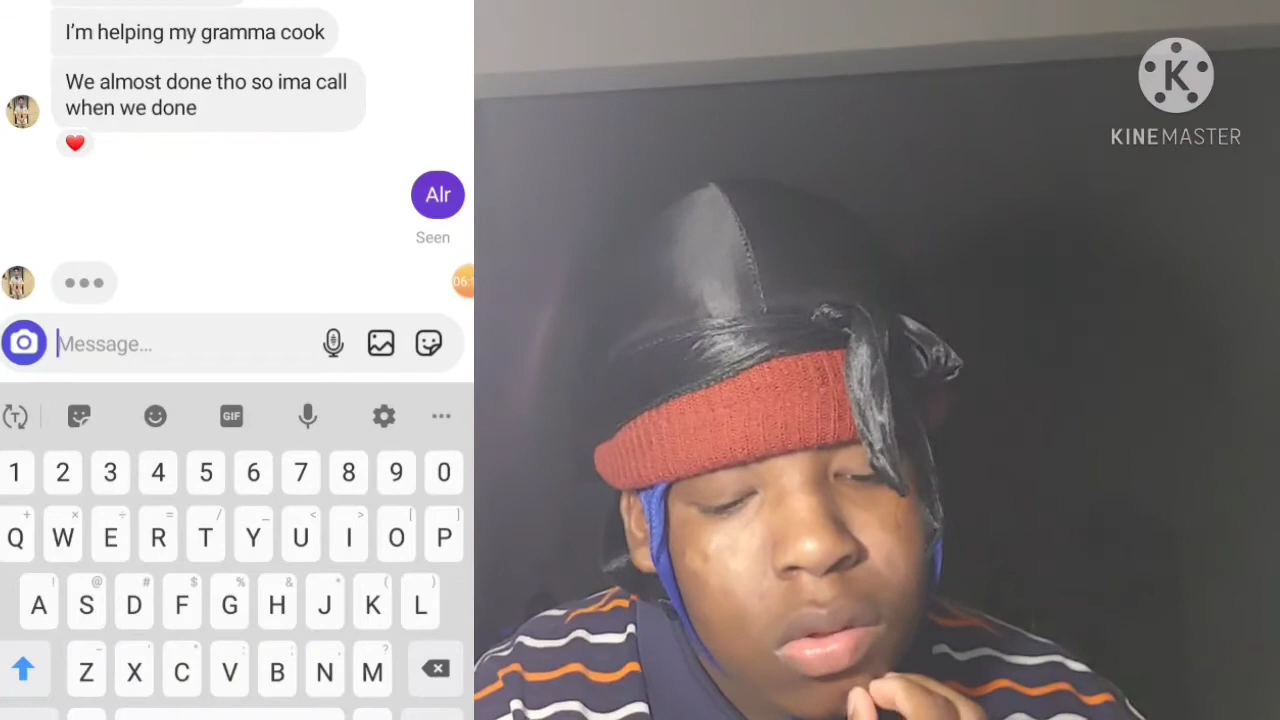 I'm helping my gramma cook
We almost done tho so ima call
when we done
Alr
Seen
06:
Message...
GIF
1 2 3 4 5 6 7 8 9 0
Q W E R T Y U I O P
A S D F G H J K L
Z X C V B N M
K
KINEMASTER